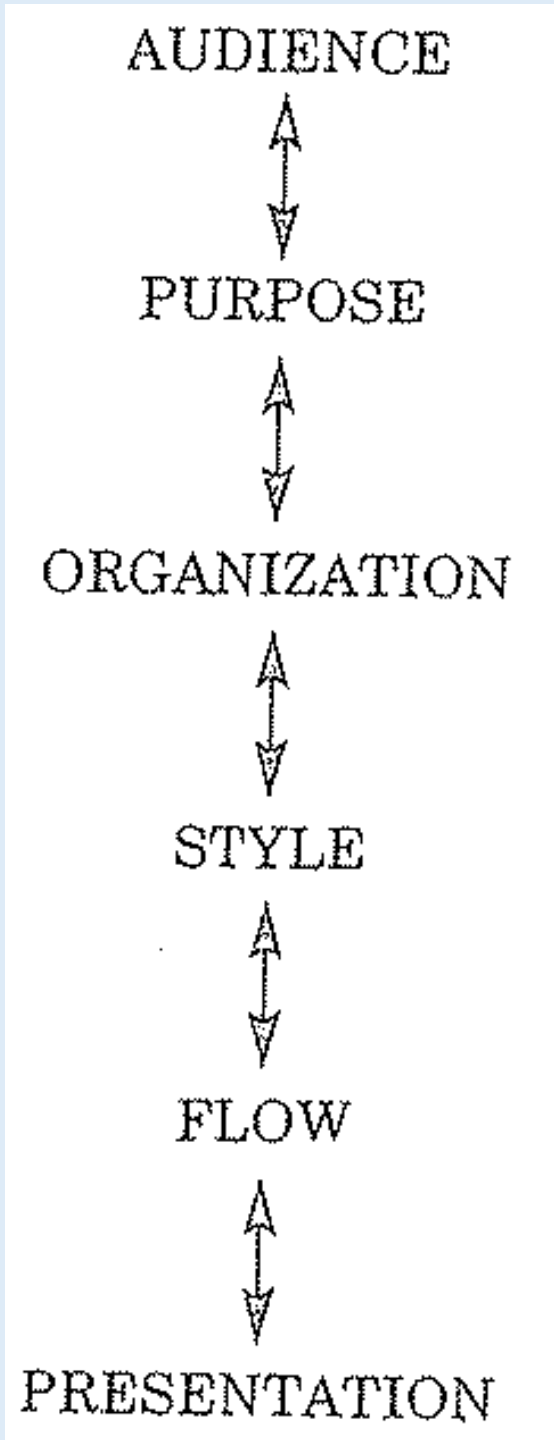 AUDIENCE
PURPOSE
ORGANIZATION
STYLE
FLOW
PRESENTATION